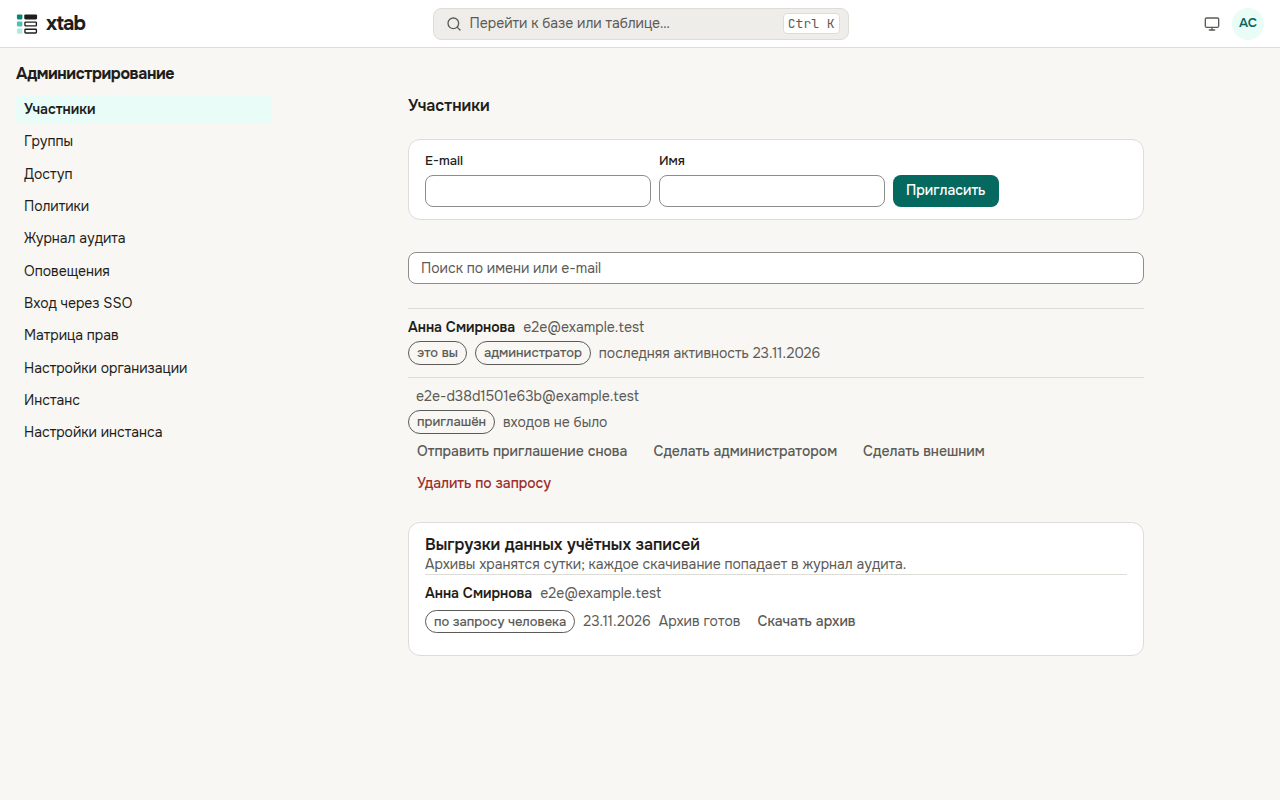 xtab
Перейти к базе или таблице...
Ctrl K
АС
Администрирование
Участники
Группы
Доступ
Политики
Журнал аудита
Оповещения
Вход через SSO
Матрица прав
Настройки организации
Инстанс
Настройки инстанса
Участники
E-mail
Имя
Пригласить
Поиск по имени или e-mail
Анна Смирнова e2e@example.test
это вы администратор последняя активность 23.11.2026
e2e-d38d1501e63b@example.test
приглашён входов не было
Отправить приглашение снова Сделать администратором Сделать внешним
Удалить по запросу
Выгрузки данных учётных записей
Архивы хранятся сутки; каждое скачивание попадает в журнал аудита.
Анна Смирнова e2e@example.test
по запросу человека 23.11.2026 Архив готов Скачать архив